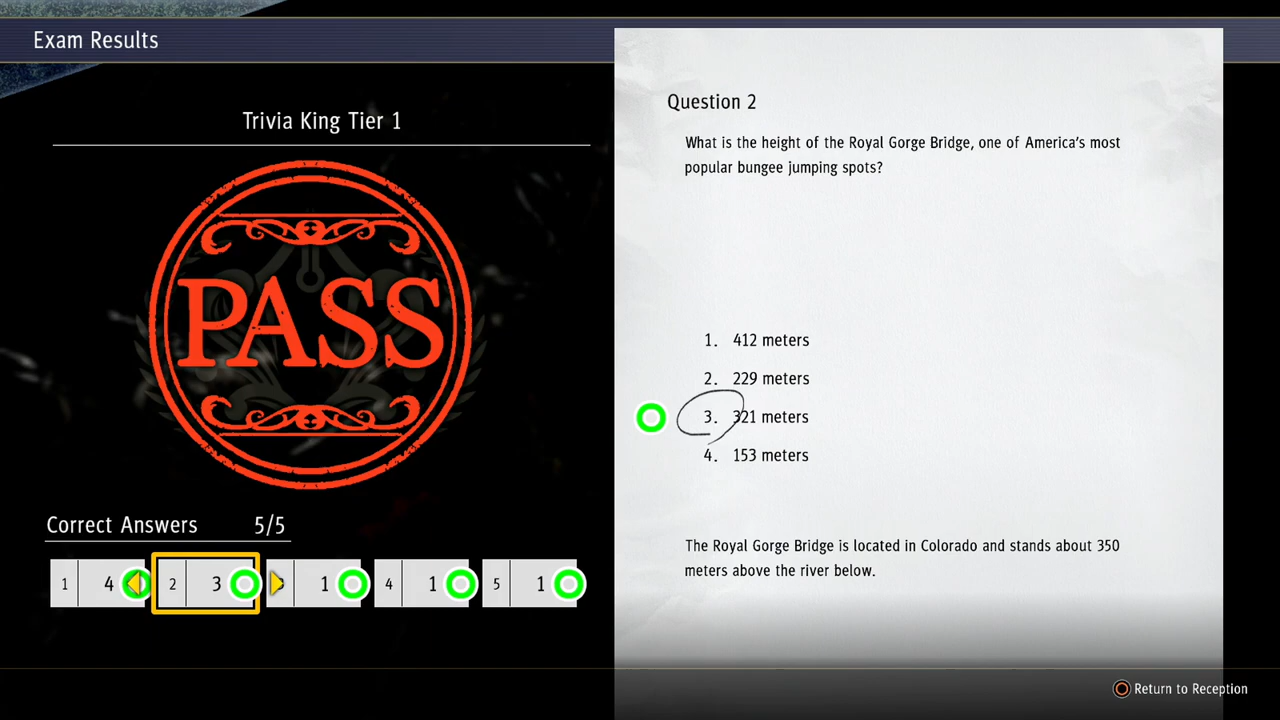 Exam Results
Trivia King Tier 1
PASS
Correct Answers 5/5
1 4 2 3 1 4 1 5 1
Question 2
What is the height of the Royal Gorge Bridge, one of America's most
popular bungee jumping spots?
1. 412 meters
2. 229 meters
3. 321 meters
4. 153 meters
The Royal Gorge Bridge is located in Colorado and stands about 350
meters above the river below.
Return to Reception